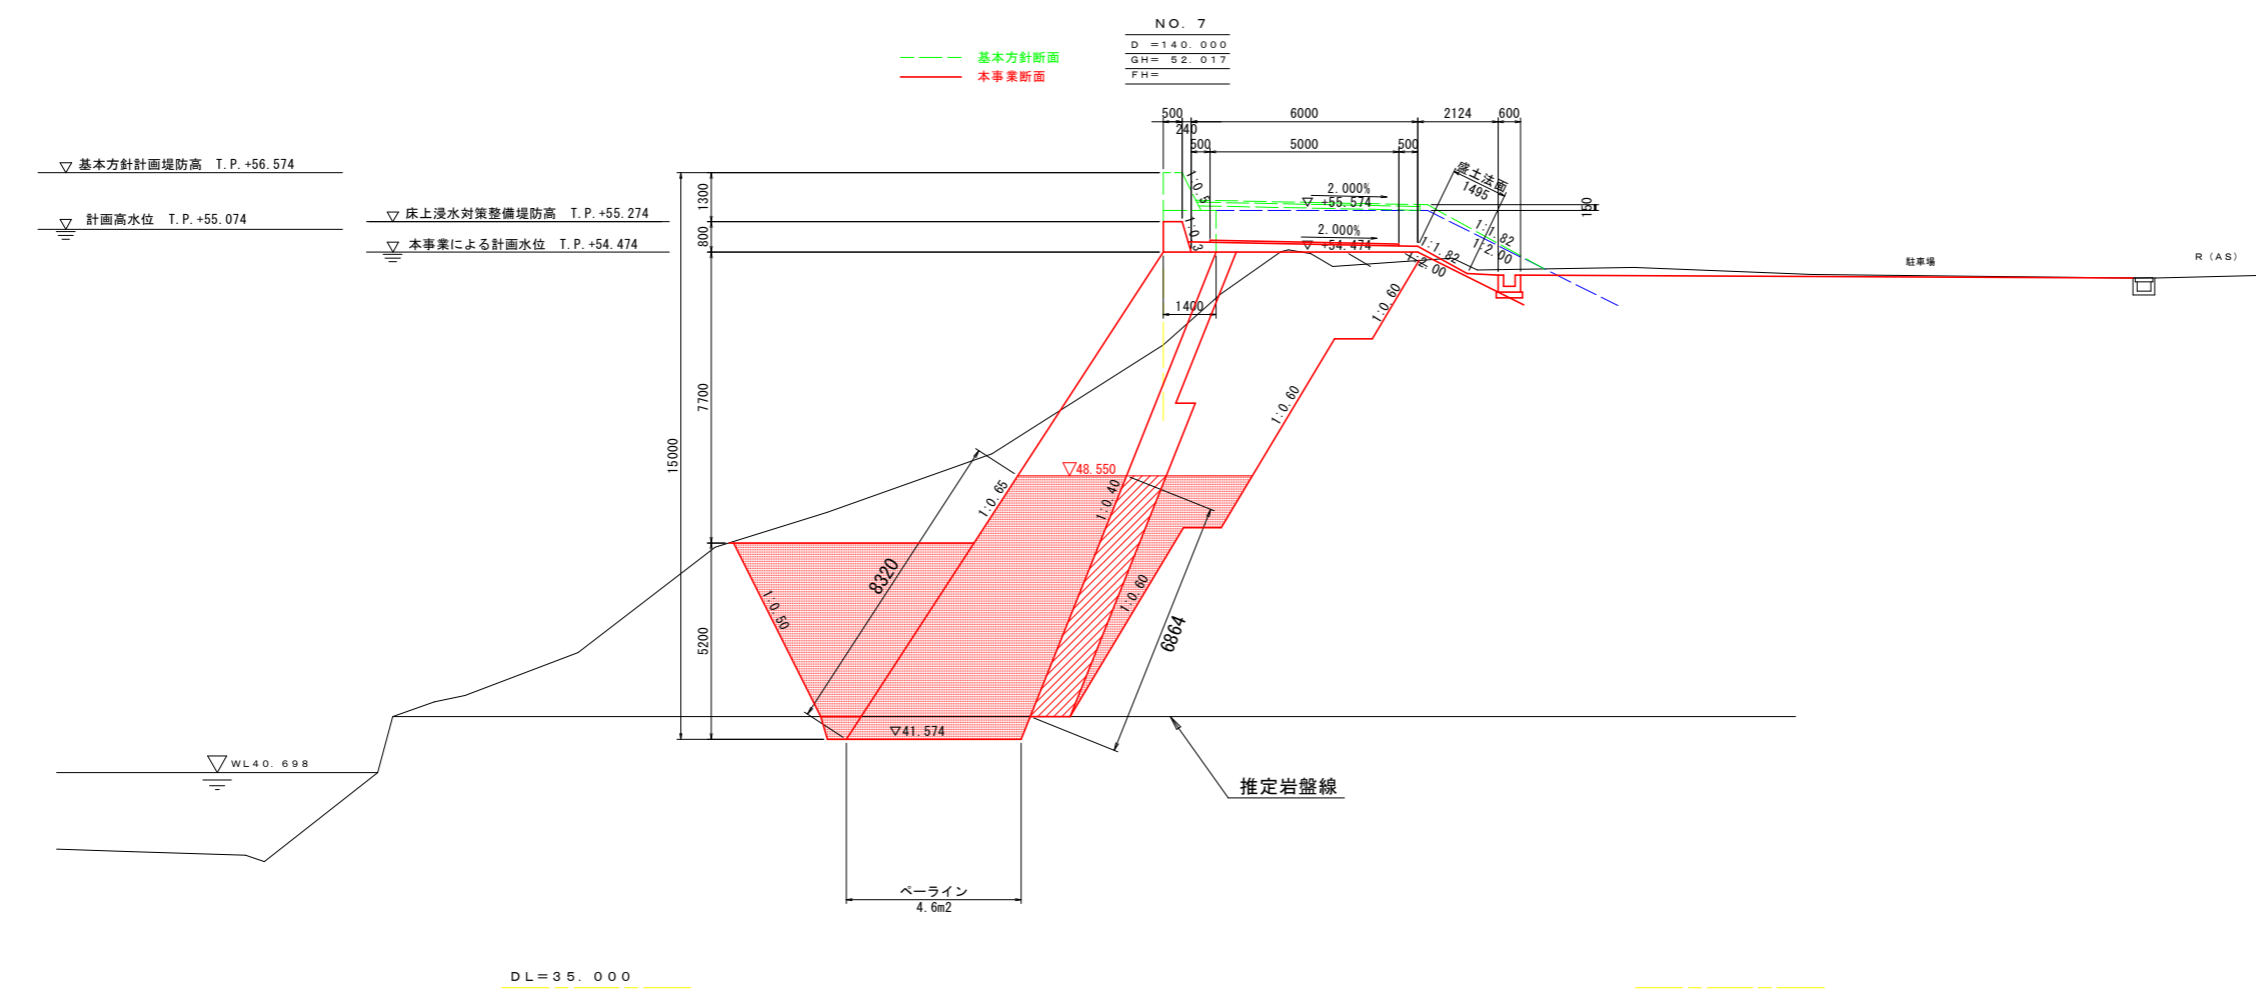 NO. 7
D =140. 000
GH= 52. 017
FH=
基本方針断面
本事業断面
500
6000
2124
600
240
500
5000
500
▽ 基本方針計画堤防高 T.P.+56.574
▽ 計画高水位 T.P.+55.074
▽ 床上浸水対策整備堤防高 T.P.+55.274
▽ 本事業による計画水位 T.P.+54.474
1300
800
7700
15000
5200
1:0.5
1:0.3
2.000%
▽ +55.574
2.000%
▽ +54.474
盛土法面
1495
150
1:1.82
1:2.00
1:1.82
1:2.00
駐車場
R(AS)
1400
1:0.60
1:0.60
▽48.550
1:0.65
1:0.40
8320
1:0.50
1:0.60
6864
▽41.574
WL40. 698
推定岩盤線
ペーライン
4.6m2
DL=35. 000